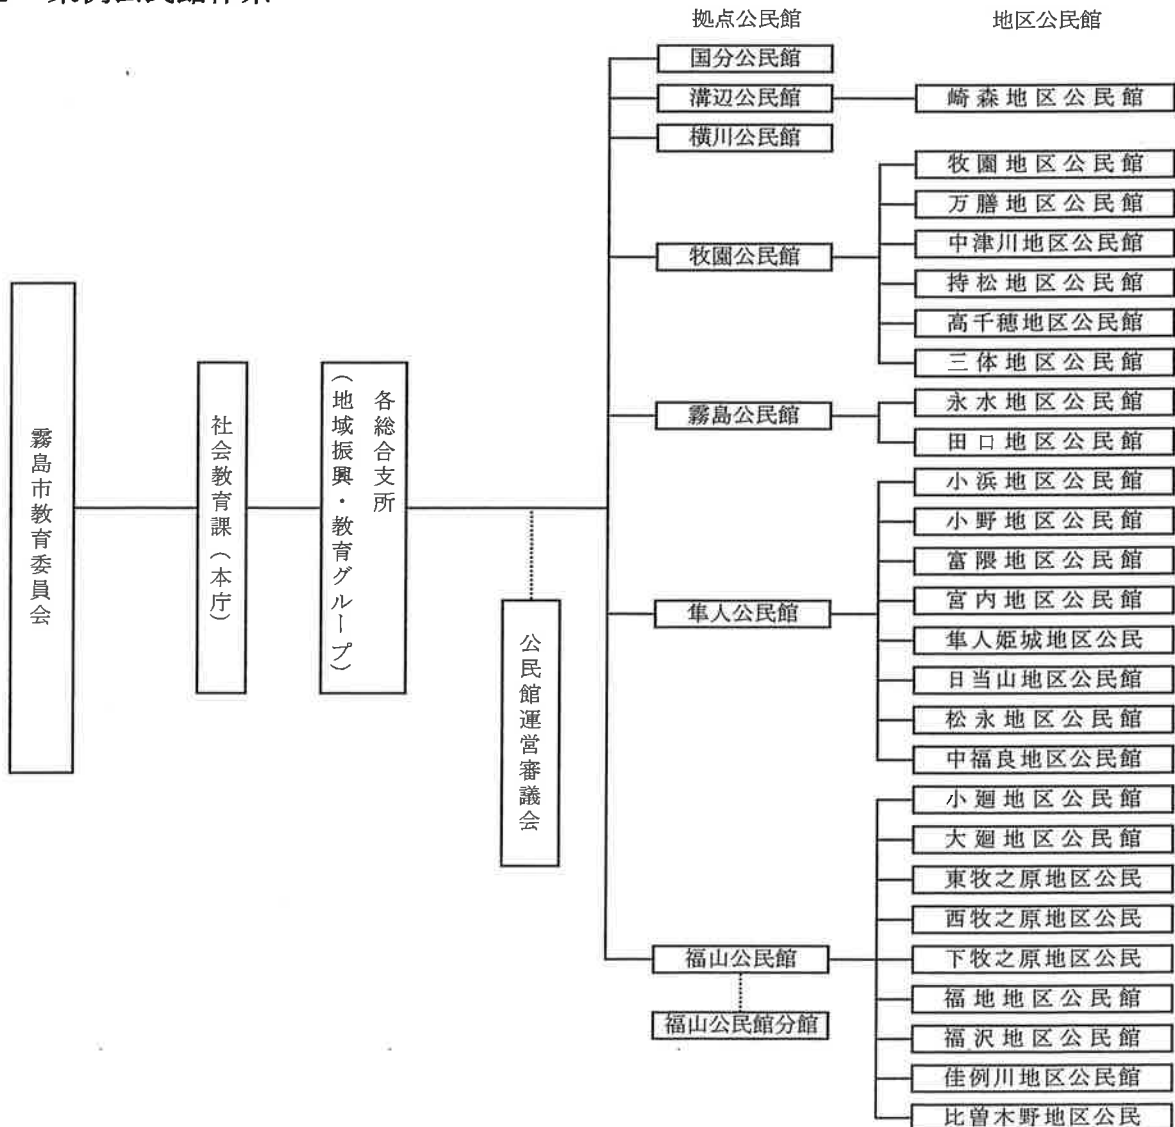 条例公民館体系
拠点公民館
地区公民館
霧島市教育委員会
社会教育課（本庁）
各総合支所
（地域振興・教育グループ）
公民館運営審議会
国分公民館
溝辺公民館
崎森地区公民館
横川公民館
牧園公民館
牧園地区公民館
万膳地区公民館
中津川地区公民館
持松地区公民館
高千穂地区公民館
三体地区公民館
霧島公民館
永水地区公民館
田口地区公民館
隼人公民館
小浜地区公民館
小野地区公民館
富隈地区公民館
宮内地区公民館
隼人姫城地区公民
日当山地区公民館
松永地区公民館
中福良地区公民館
福山公民館
福山公民館分館
小廻地区公民館
大廻地区公民館
東牧之原地区公民
西牧之原地区公民
下牧之原地区公民
福地地区公民館
福沢地区公民館
佳例川地区公民館
比曽木野地区公民